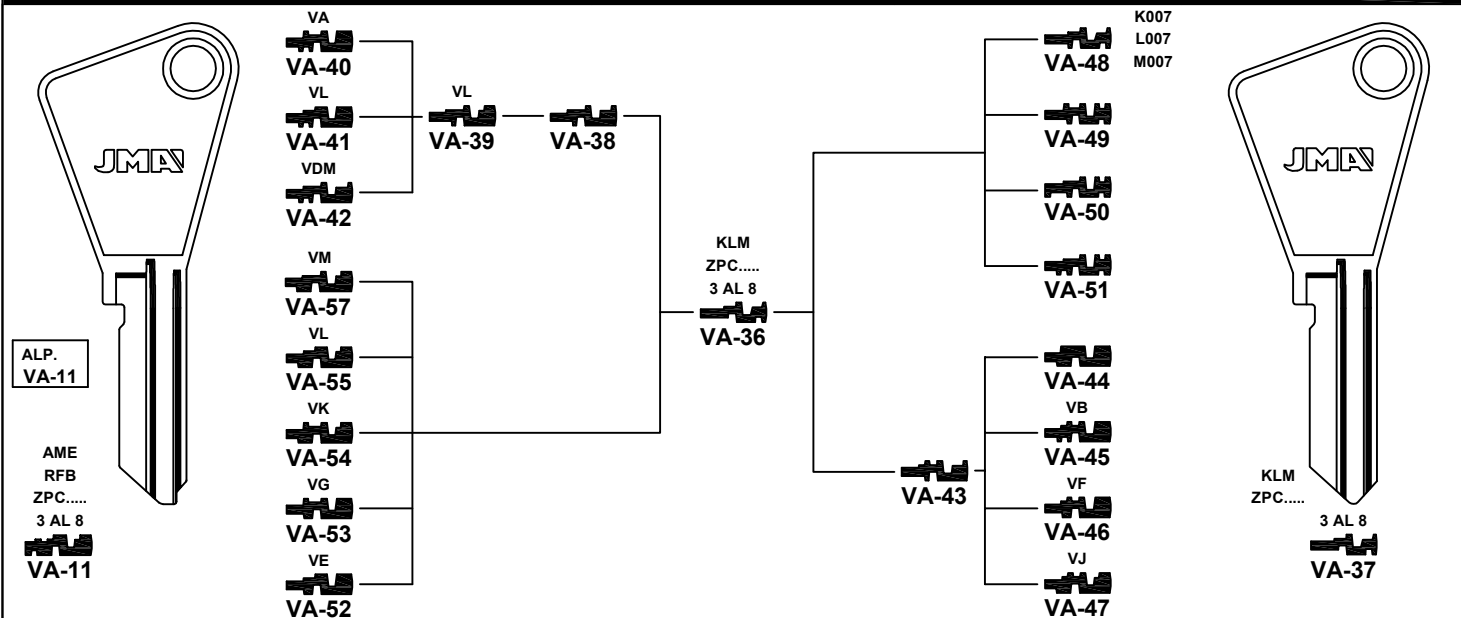 JMA
ALP.
VA-11
AME
RFB
ZPC.....
3 AL 8
VA-11
VA
VA-40
VL
VA-41
VDM
VA-42
VL
VA-39
VA-38
VM
VA-57
VL
VA-55
VK
VA-54
VG
VA-53
VE
VA-52
KLM
ZPC.....
3 AL 8
VA-36
K007
L007
M007
VA-48
VA-49
VA-50
VA-51
VA-43
VA-44
VB
VA-45
VF
VA-46
VJ
VA-47
JMA
KLM
ZPC.....
3 AL 8
VA-37